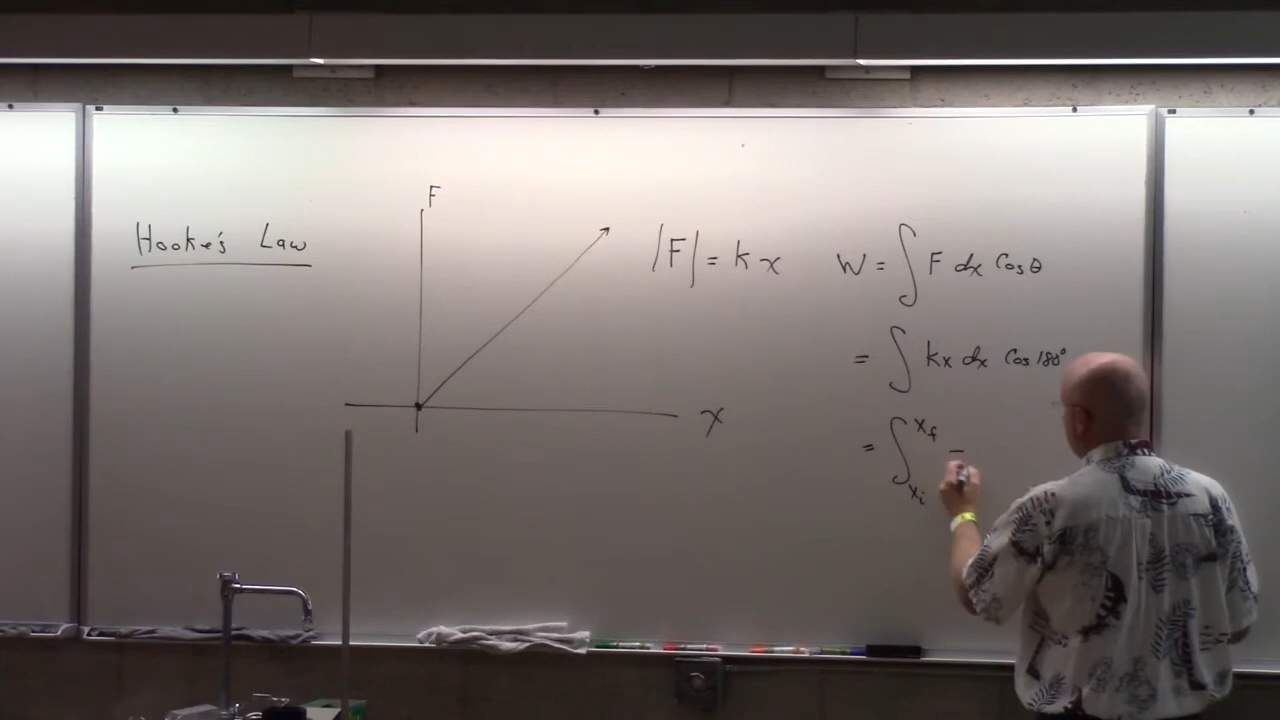 Hooke's Law
F
x
|F| = kx
W = ∫ F dx Cos θ
= ∫ kx dx Cos 180°
= ∫_{x_i}^{x_f} -